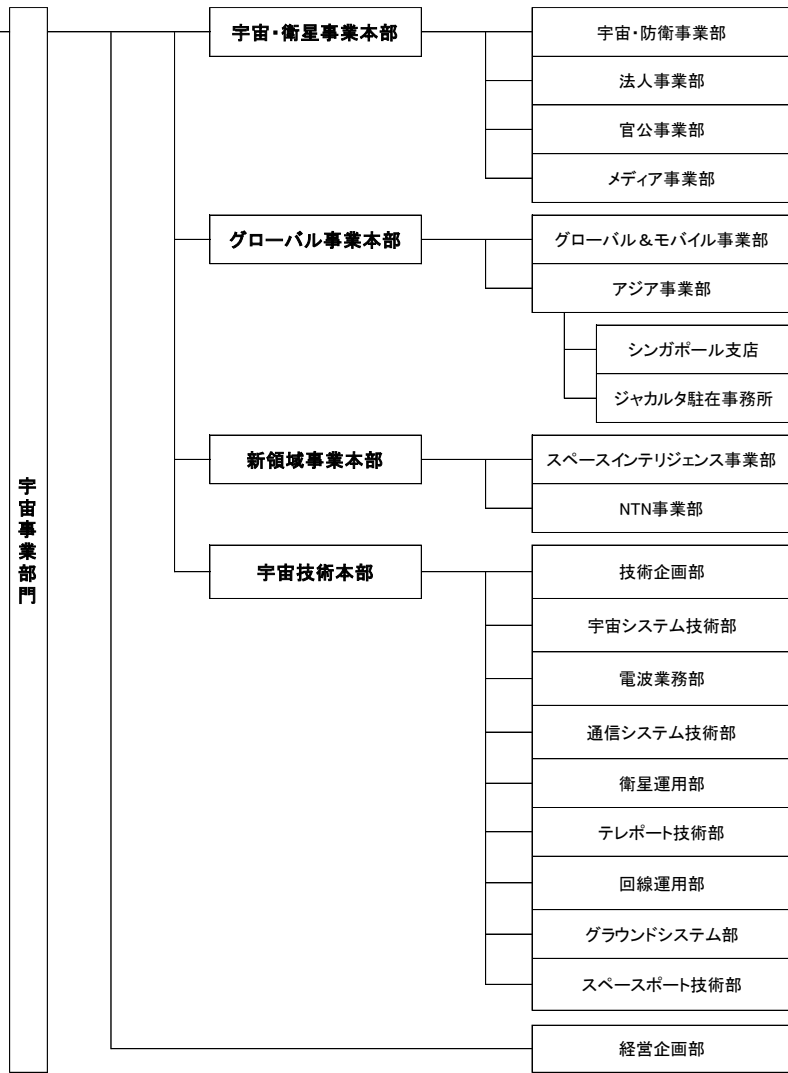 宇宙事業部門
宇宙・衛星事業本部
宇宙・防衛事業部
法人事業部
官公事業部
メディア事業部
グローバル事業本部
グローバル＆モバイル事業部
アジア事業部
シンガポール支店
ジャカルタ駐在事務所
新領域事業本部
スペースインテリジェンス事業部
NTN事業部
宇宙技術本部
技術企画部
宇宙システム技術部
電波業務部
通信システム技術部
衛星運用部
テレポート技術部
回線運用部
グラウンドシステム部
スペースポート技術部
経営企画部